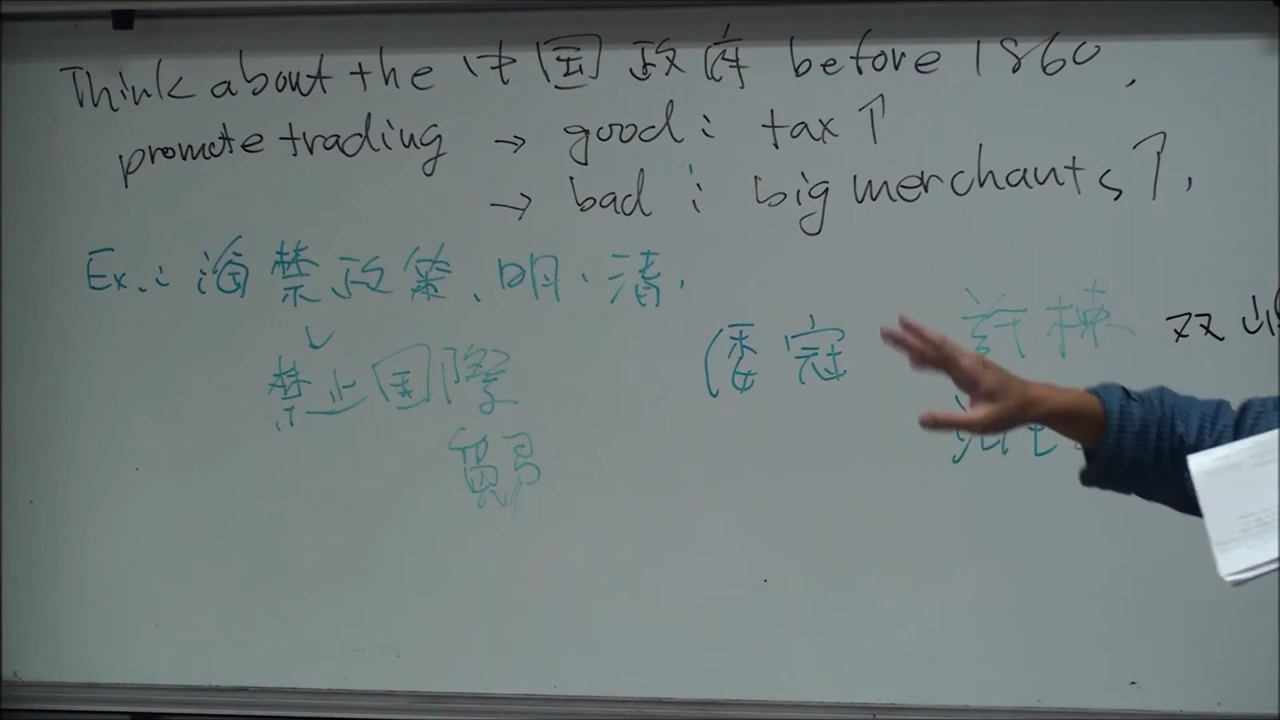 Think about the 中国政府 before 1860,
promote trading → good : tax ↑
→ bad : big merchants ↑,
Ex.: 海禁政策、明、清,
禁止国際
貿易
(倭寇
許棟 双